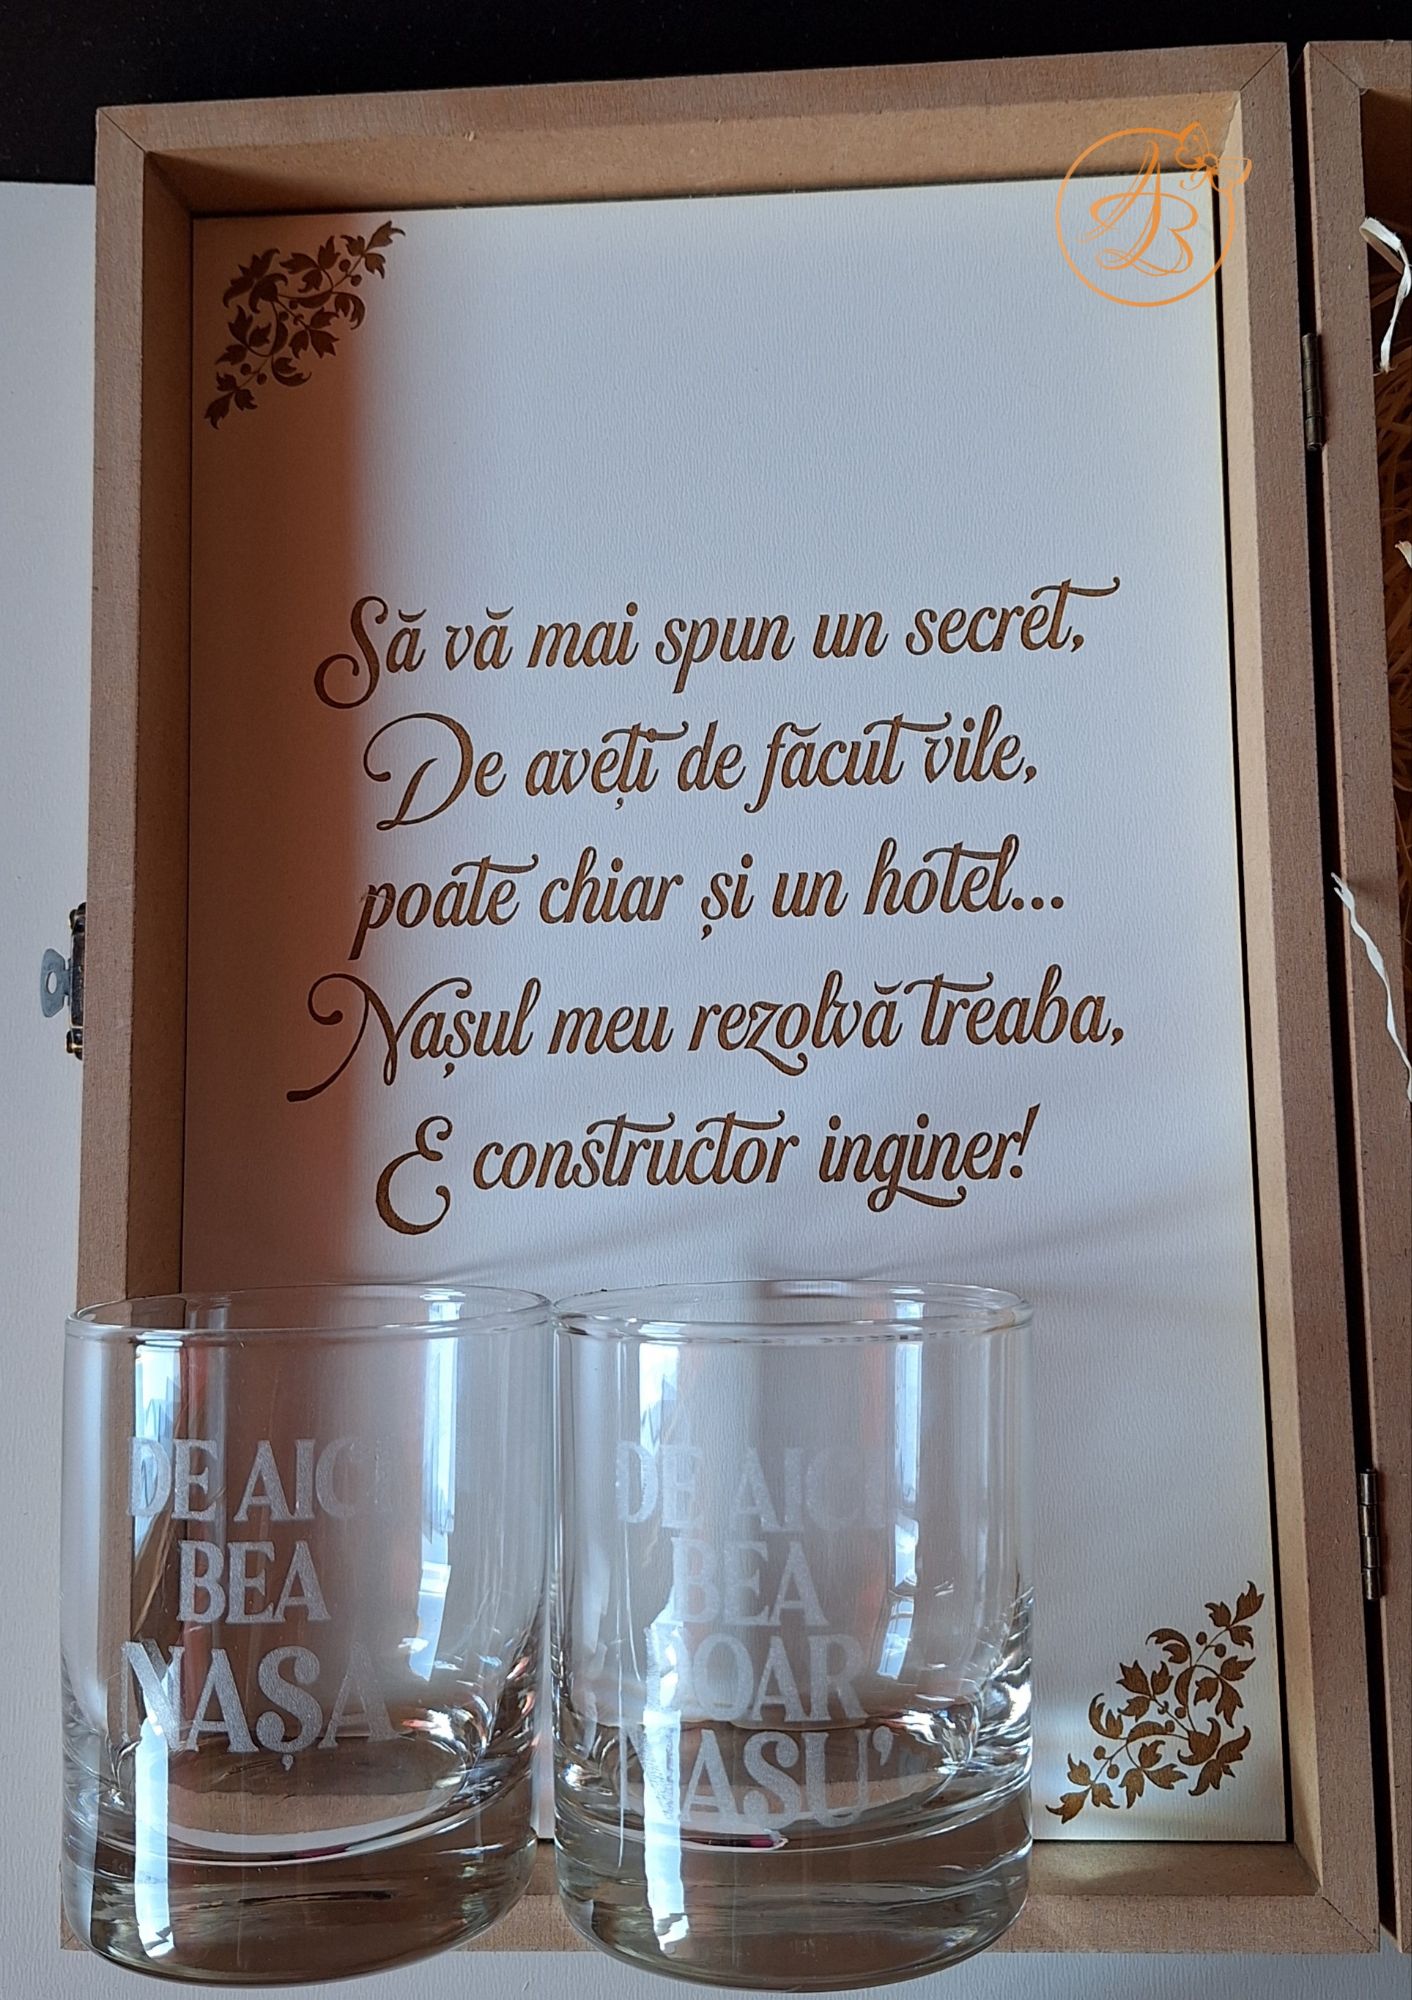 AB
Să vă mai spun un secret,
De aveți de făcut vile,
poate chiar și un hotel...
Nașul meu rezolvă treaba,
E constructor inginer!
DE AICI
BEA
NAȘA
DE AICI
BEA
DOAR
NAȘU'